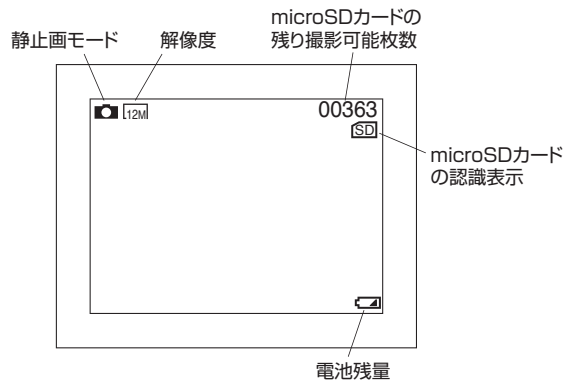 microSDカードの
残り撮影可能枚数
静止画モード
解像度
12M
00363
SD
microSDカード
の認識表示
電池残量